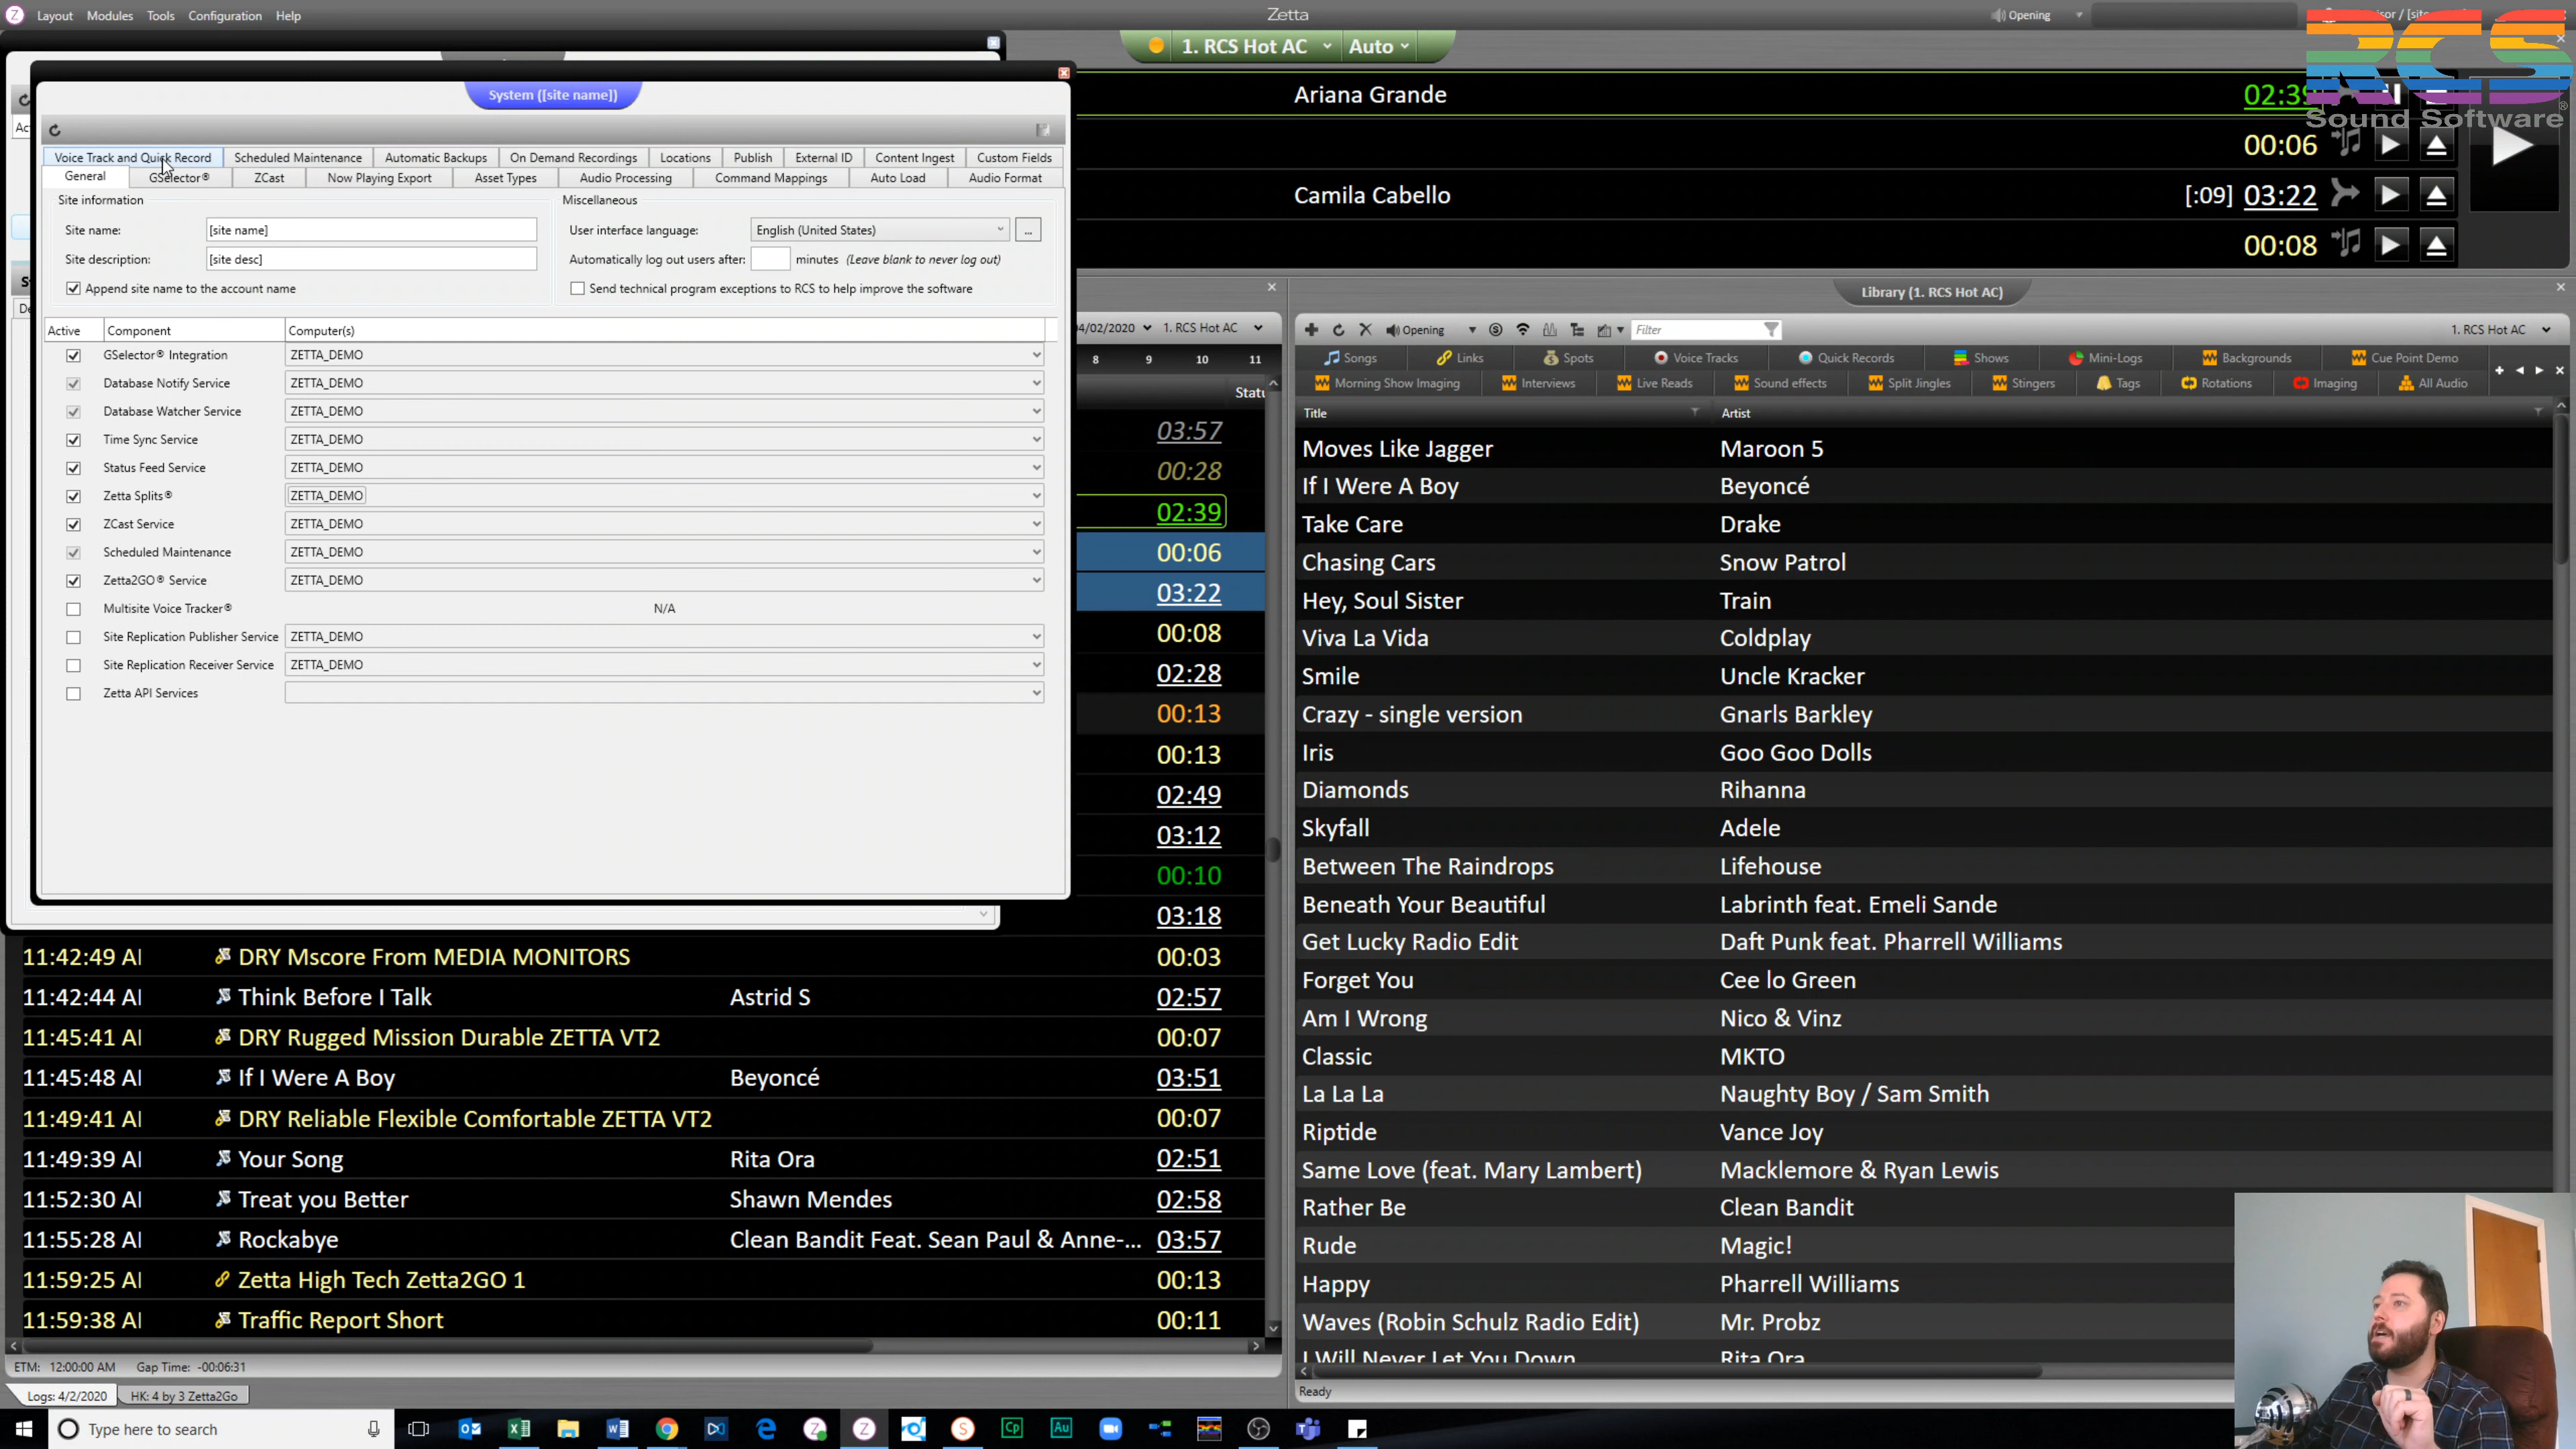 Layout Modules Tools Configuration Help
Zetta
Opening
RCS
Sound Software®
1. RCS Hot AC Auto
Ariana Grande
00:06
Camila Cabello [:09] 03:22
00:08
System ([site name])
Voice Track and Quick Record Scheduled Maintenance Automatic Backups On Demand Recordings Locations Publish External ID Content Ingest Custom Fields
General GSelector® ZCast Now Playing Export Asset Types Audio Processing Command Mappings Auto Load Audio Format
Site information Miscellaneous
Site name: [site name] User interface language: English (United States) ...
Site description: [site desc] Automatically log out users after: minutes (Leave blank to never log out)
Append site name to the account name Send technical program exceptions to RCS to help improve the software
Active Component Computer(s)
GSelector® Integration ZETTA_DEMO
Database Notify Service ZETTA_DEMO
Database Watcher Service ZETTA_DEMO
Time Sync Service ZETTA_DEMO
Status Feed Service ZETTA_DEMO
Zetta Splits® ZETTA_DEMO
ZCast Service ZETTA_DEMO
Scheduled Maintenance ZETTA_DEMO
Zetta2GO® Service ZETTA_DEMO
Multisite Voice Tracker® N/A
Site Replication Publisher Service ZETTA_DEMO
Site Replication Receiver Service ZETTA_DEMO
Zetta API Services
4/02/2020 1. RCS Hot AC
8 9 10 11
03:57
00:28
02:39
00:06
03:22
00:08
02:28
00:13
00:13
02:49
03:12
00:10
03:18
11:42:49 DRY Mscore From MEDIA MONITORS 00:03
11:42:44 Think Before I Talk Astrid S 02:57
11:45:41 DRY Rugged Mission Durable ZETTA VT2 00:07
11:45:48 If I Were A Boy Beyoncé 03:51
11:49:41 DRY Reliable Flexible Comfortable ZETTA VT2 00:07
11:49:39 Your Song Rita Ora 02:51
11:52:30 Treat you Better Shawn Mendes 02:58
11:55:28 Rockabye Clean Bandit Feat. Sean Paul & Anne-... 03:57
11:59:25 Zetta High Tech Zetta2GO 1 00:13
11:59:38 Traffic Report Short 00:11
ETM: 12:00:00 AM Gap Time: -00:06:31
Logs: 4/2/2020 HK: 4 by 3 Zetta2Go
Library (1. RCS Hot AC)
Opening Filter 1. RCS Hot AC
Songs Links Spots Voice Tracks Quick Records Shows Mini-Logs Backgrounds Cue Point Demo
Morning Show Imaging Interviews Live Reads Sound effects Split Jingles Stingers Tags Rotations Imaging All Audio
Title Artist
Moves Like Jagger Maroon 5
If I Were A Boy Beyoncé
Take Care Drake
Chasing Cars Snow Patrol
Hey, Soul Sister Train
Viva La Vida Coldplay
Smile Uncle Kracker
Crazy - single version Gnarls Barkley
Iris Goo Goo Dolls
Diamonds Rihanna
Skyfall Adele
Between The Raindrops Lifehouse
Beneath Your Beautiful Labrinth feat. Emeli Sande
Get Lucky Radio Edit Daft Punk feat. Pharrell Williams
Forget You Cee lo Green
Am I Wrong Nico & Vinz
Classic MKTO
La La La Naughty Boy / Sam Smith
Riptide Vance Joy
Same Love (feat. Mary Lambert) Macklemore & Ryan Lewis
Rather Be Clean Bandit
Rude Magic!
Happy Pharrell Williams
Waves (Robin Schulz Radio Edit) Mr. Probz
I Will Never Let You Down Rita Ora
Ready
Type here to search